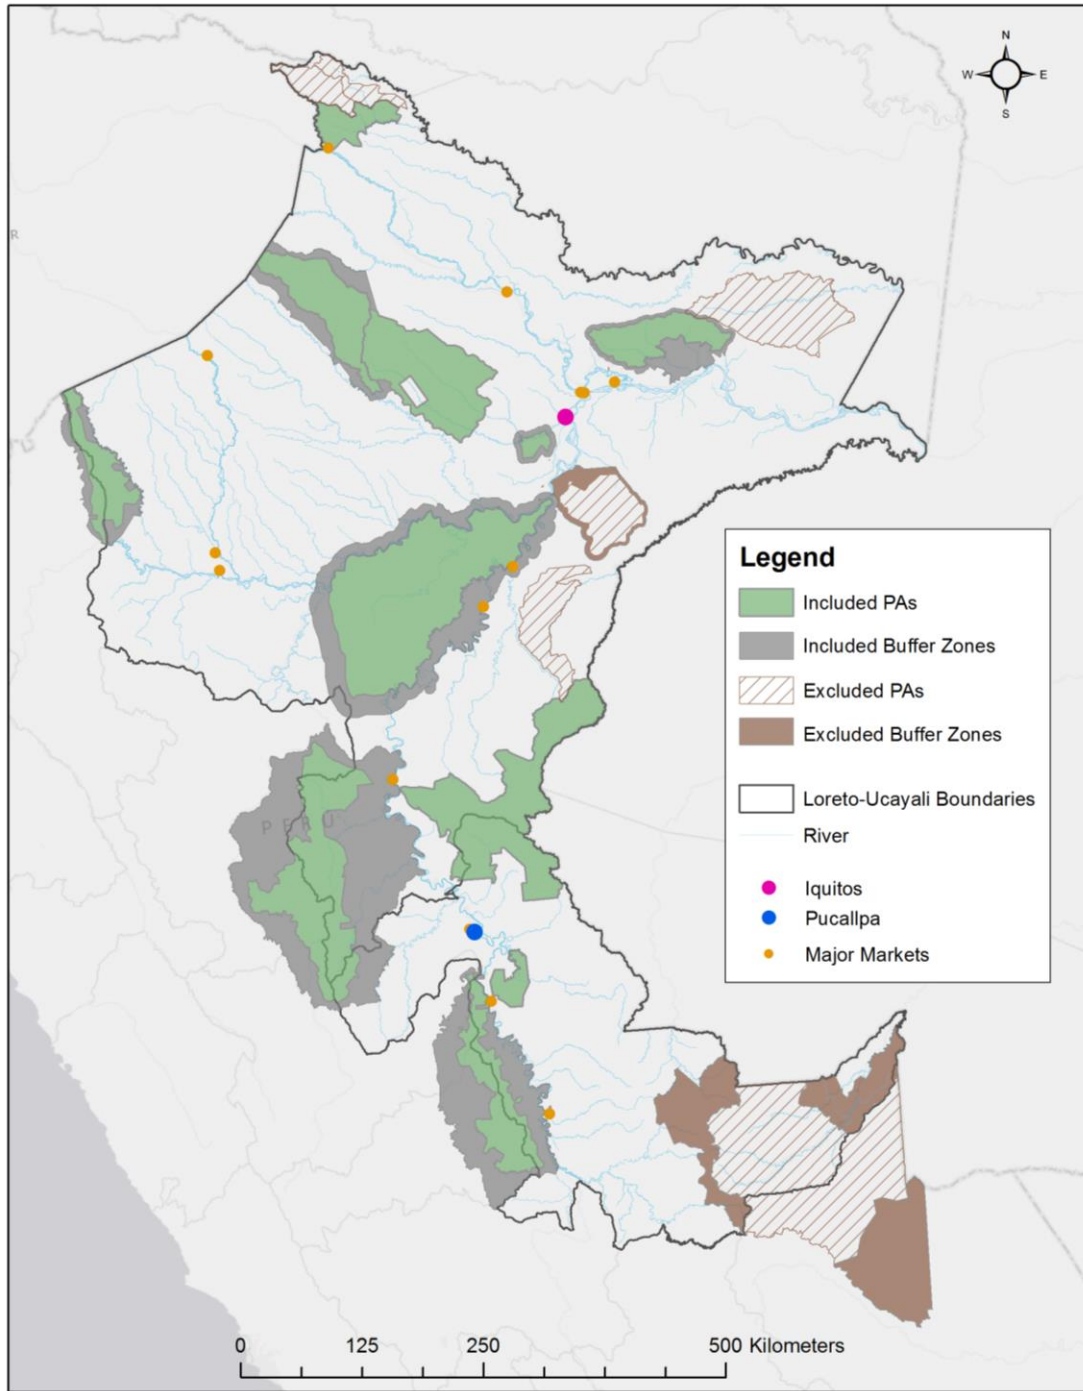 N
W E
S
R
PERU
Legend
Included PAs
Included Buffer Zones
Excluded PAs
Excluded Buffer Zones
Loreto-Ucayali Boundaries
River
Iquitos
Pucallpa
Major Markets
0 125 250 500 Kilometers